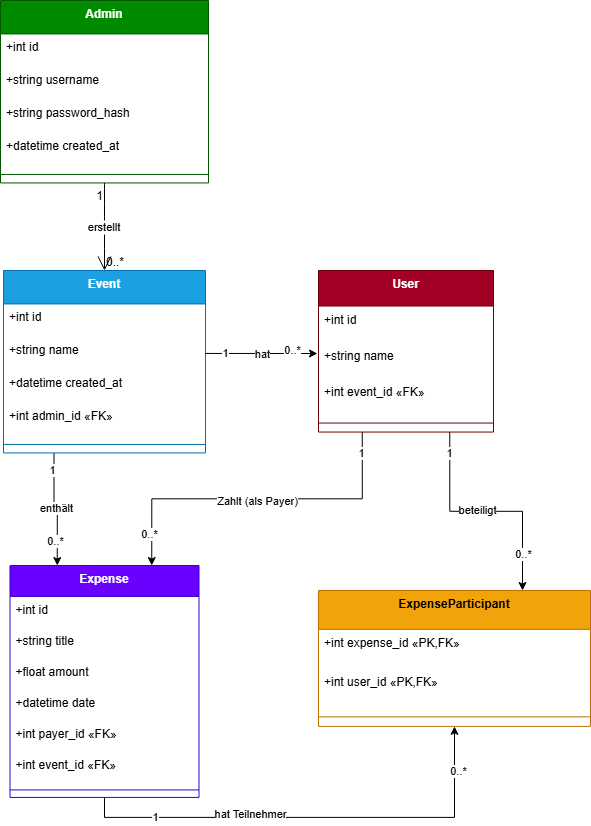 Admin
+int id
+string username
+string password_hash
+datetime created_at
1
erstellt
0..*
Event
+int id
+string name
+datetime created_at
+int admin_id «FK»
1
hat
0..*
User
+int id
+string name
+int event_id «FK»
1
enthält
0..*
1
Zahlt (als Payer)
0..*
1
beteiligt
0..*
Expense
+int id
+string title
+float amount
+datetime date
+int payer_id «FK»
+int event_id «FK»
ExpenseParticipant
+int expense_id «PK,FK»
+int user_id «PK,FK»
1
hat Teilnehmer
0..*